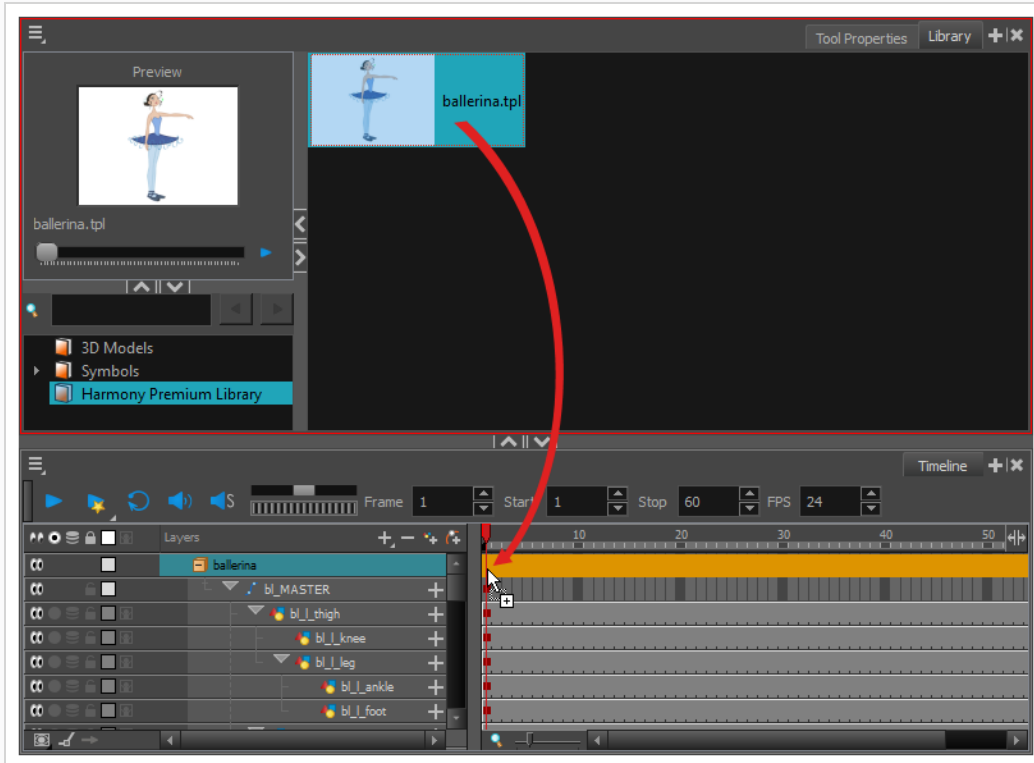 Tool Properties Library
Preview
ballerina.tpl
ballerina.tpl
3D Models
Symbols
Harmony Premium Library
Timeline
S Frame 1 Start 1 Stop 60 FPS 24
Layers 10 20 30 40 50
ballerina
bl_MASTER
bl_l_thigh
bl_l_knee
bl_l_leg
bl_l_ankle
bl_l_foot